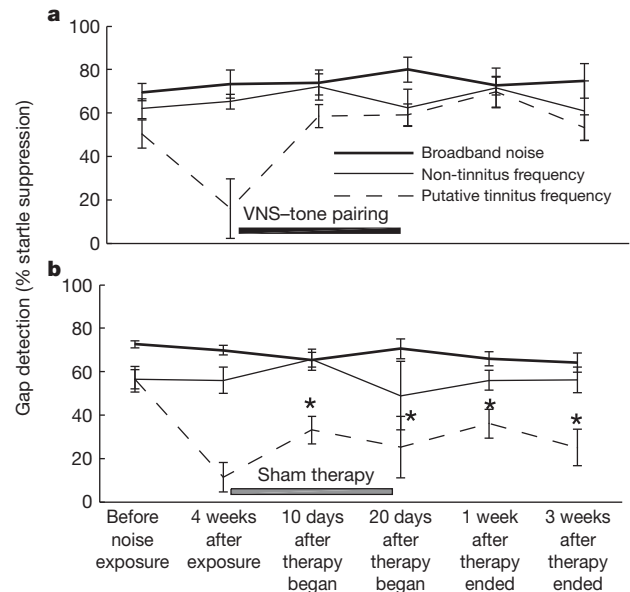 a
100
80
60
40
20
0
Broadband noise
Non-tinnitus frequency
Putative tinnitus frequency
VNS–tone pairing
Gap detection (% startle suppression)
b
100
80
60
40
20
0
*
*
*
*
Sham therapy
Before
noise
exposure
4 weeks
after
exposure
10 days
after
therapy
began
20 days
after
therapy
began
1 week
after
therapy
ended
3 weeks
after
therapy
ended